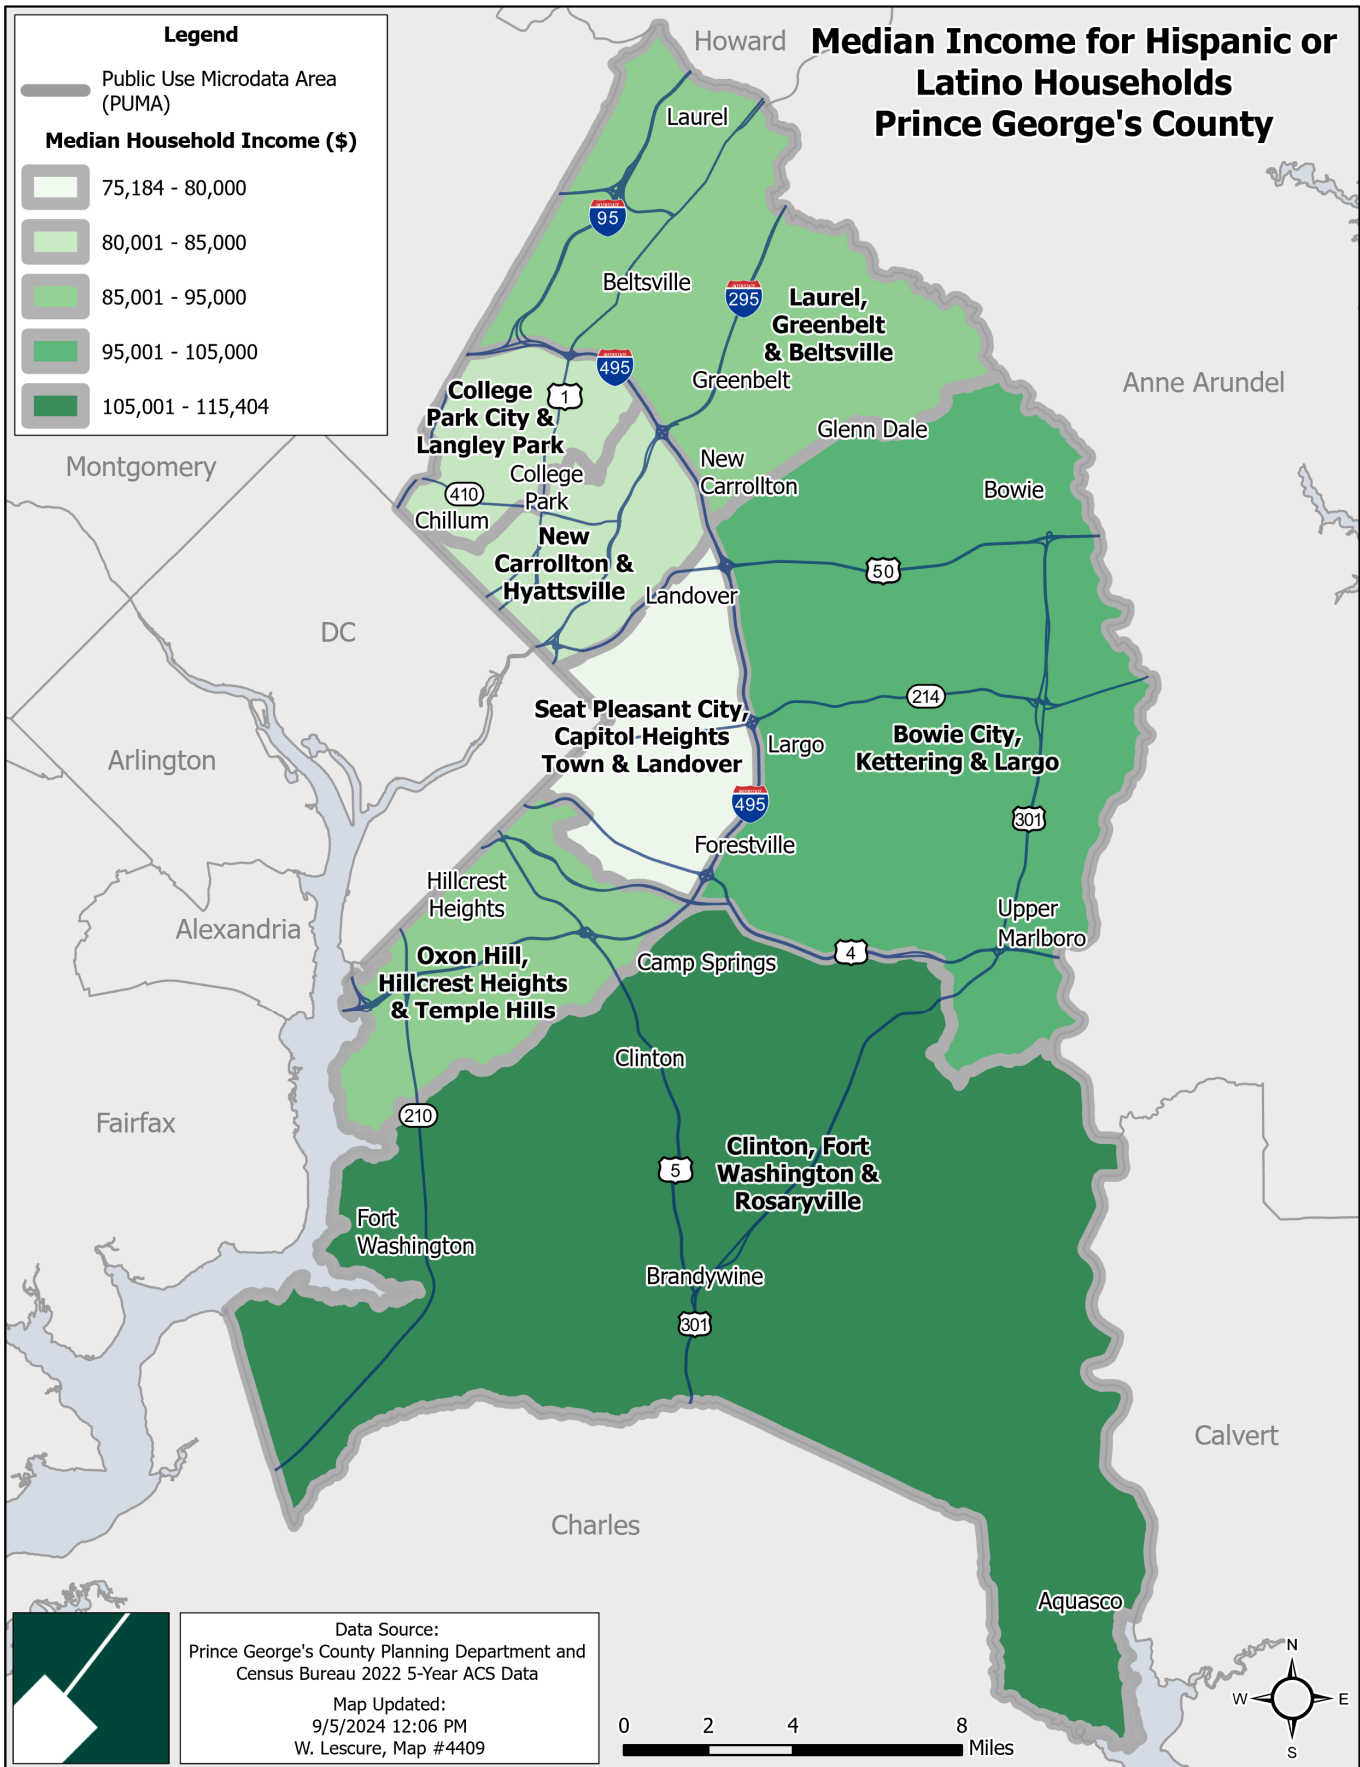 Legend
Public Use Microdata Area
(PUMA)
Median Household Income ($)
75,184 - 80,000
80,001 - 85,000
85,001 - 95,000
95,001 - 105,000
105,001 - 115,404
Median Income for Hispanic or
Latino Households
Prince George's County
Howard
Laurel
INTERSTATE
95
Beltsville
INTERSTATE
295
Laurel,
Greenbelt
& Beltsville
INTERSTATE
495
Greenbelt
Anne Arundel
College
Park City &
Langley Park
1
Glenn Dale
Montgomery
New
Carrollton
College
Park
410
Chillum
Bowie
New
Carrollton &
Hyattsville
50
Landover
DC
214
Seat Pleasant City,
Capitol Heights
Town & Landover
Largo
Bowie City,
Kettering & Largo
Arlington
INTERSTATE
495
301
Forestville
Hillcrest
Heights
Upper
Marlboro
Alexandria
Oxon Hill,
Hillcrest Heights
& Temple Hills
Camp Springs
4
Clinton
210
Fairfax
5
Clinton, Fort
Washington &
Rosaryville
Fort
Washington
Brandywine
301
Calvert
Charles
Aquasco
Data Source:
Prince George's County Planning Department and
Census Bureau 2022 5-Year ACS Data
Map Updated:
9/5/2024 12:06 PM
W. Lescure, Map #4409
0 2 4 8
Miles
N
W E
S